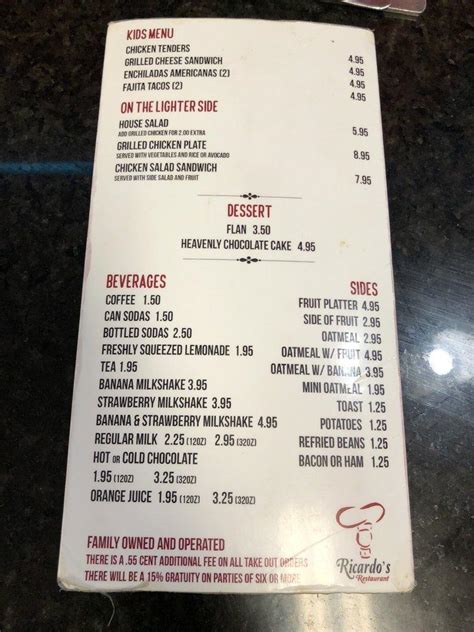 KIDS MENU
CHICKEN TENDERS 4.95
GRILLED CHEESE SANDWICH 4.95
ENCHILADAS AMERICANAS (2) 4.95
FAJITA TACOS (2) 4.95
ON THE LIGHTER SIDE
HOUSE SALAD 5.95
ADD GRILLED CHICKEN FOR 2.00 EXTRA
GRILLED CHICKEN PLATE 8.95
SERVED WITH VEGETABLES AND RICE OR AVOCADO
CHICKEN SALAD SANDWICH 7.95
SERVED WITH SIDE SALAD AND FRUIT
DESSERT
FLAN 3.50
HEAVENLY CHOCOLATE CAKE 4.95
BEVERAGES
COFFEE 1.50
CAN SODAS 1.50
BOTTLED SODAS 2.50
FRESHLY SQUEEZED LEMONADE 1.95
TEA 1.95
BANANA MILKSHAKE 3.95
STRAWBERRY MILKSHAKE 3.95
BANANA & STRAWBERRY MILKSHAKE 4.95
REGULAR MILK 2.25 (12OZ) 2.95 (32OZ)
HOT OR COLD CHOCOLATE
1.95 (12OZ) 3.25 (32OZ)
ORANGE JUICE 1.95 (12OZ) 3.25 (32OZ)
SIDES
FRUIT PLATTER 4.95
SIDE OF FRUIT 2.95
OATMEAL 2.95
OATMEAL W/ FRUIT 4.95
OATMEAL W/ BANANA 3.95
MINI OATMEAL 1.95
TOAST 1.25
POTATOES 1.25
REFRIED BEANS 1.25
BACON OR HAM 1.25
FAMILY OWNED AND OPERATED
THERE IS A .55 CENT ADDITIONAL FEE ON ALL TAKE OUT ORDERS
THERE WILL BE A 15% GRATUITY ON PARTIES OF SIX OR MORE
Ricardo's
Restaurant